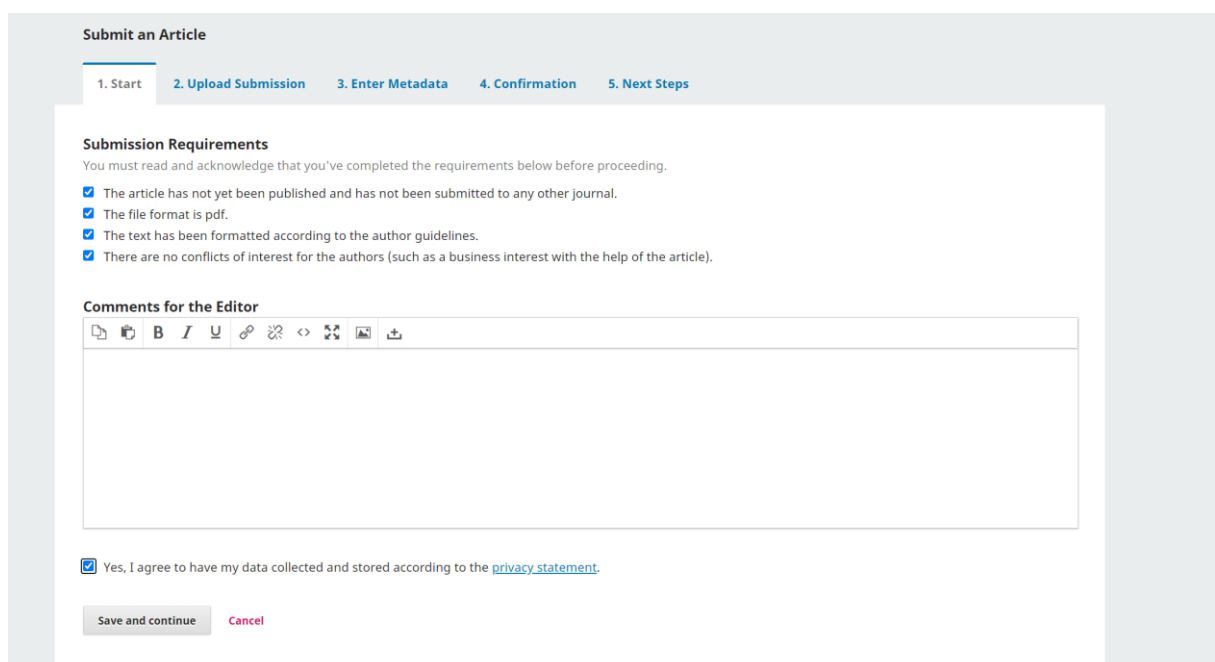 Submit an Article
1. Start 2. Upload Submission 3. Enter Metadata 4. Confirmation 5. Next Steps
Submission Requirements
You must read and acknowledge that you've completed the requirements below before proceeding.
The article has not yet been published and has not been submitted to any other journal.
The file format is pdf.
The text has been formatted according to the author guidelines.
There are no conflicts of interest for the authors (such as a business interest with the help of the article).
Comments for the Editor
B I U
Yes, I agree to have my data collected and stored according to the privacy statement.
Save and continue Cancel